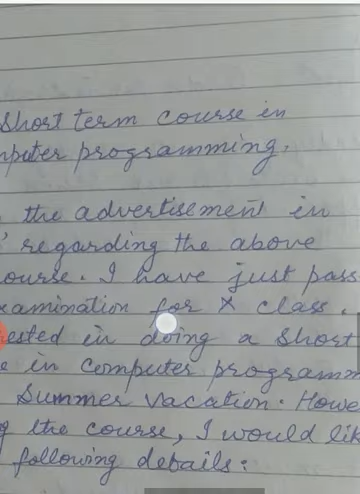 Short term course in
mputer programming.
the advertisement in
' regarding the above
ourse. I have just pass
xamination for X class.
ested in doing a short
e in computer programm
Summer vacation. Howe
g the course, I would lik
following details: